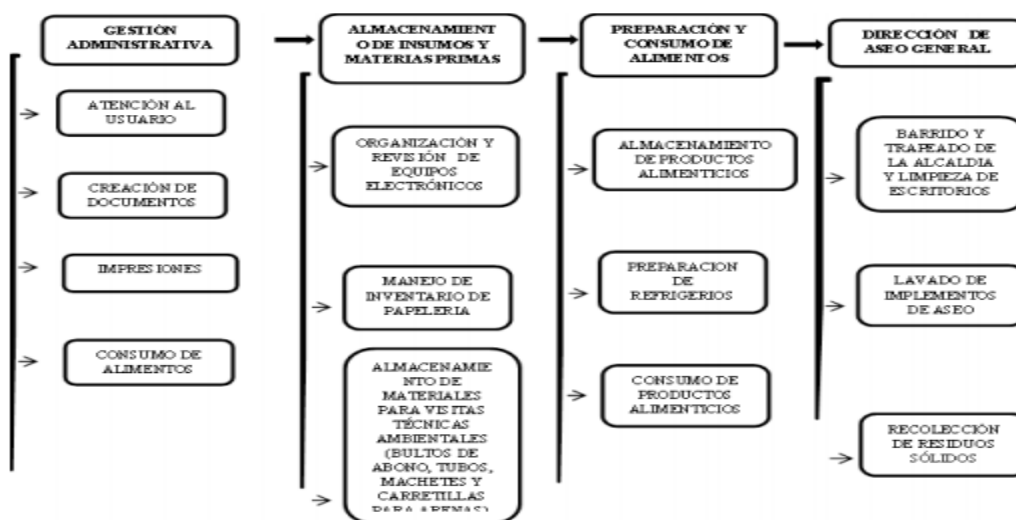 GESTIÓN
ADMINISTRATIVA
ATENCIÓN AL
USUARIO
CREACIÓN DE
DOCUMENTOS
IMPRESIONES
CONSUMO DE
ALIMENTOS
ALMACENAMIENT
O DE INSUMOS Y
MATERIAS PRIMAS
ORGANIZACIÓN Y
REVISIÓN DE
EQUIPOS
ELECTRÓNICOS
MANEJO DE
INVENTARIO DE
PAPELERIA
ALMACENAMIE
NTO DE
MATERIALES
PARA VISITAS
TÉCNICAS
AMBIENTALES
(BULTOS DE
ABONO, TUBOS,
MACHETES Y
CARRETILLAS
PARA ARENAS)
PREPARACIÓN Y
CONSUMO DE
ALIMENTOS
ALMACENAMIENTO
DE PRODUCTOS
ALIMENTICIOS
PREPARACION
DE
REFRIGERIOS
CONSUMO DE
PRODUCTOS
ALIMENTICIOS
DIRECCIÓN DE
ASEO GENERAL
BARRIDO Y
TRAPEADO DE
LA ALCALDIA
Y LIMPIEZA DE
ESCRITORIOS
LAVADO DE
IMPLEMENTOS
DE ASEO
RECOLECCIÓN
DE RESIDUOS
SÓLIDOS